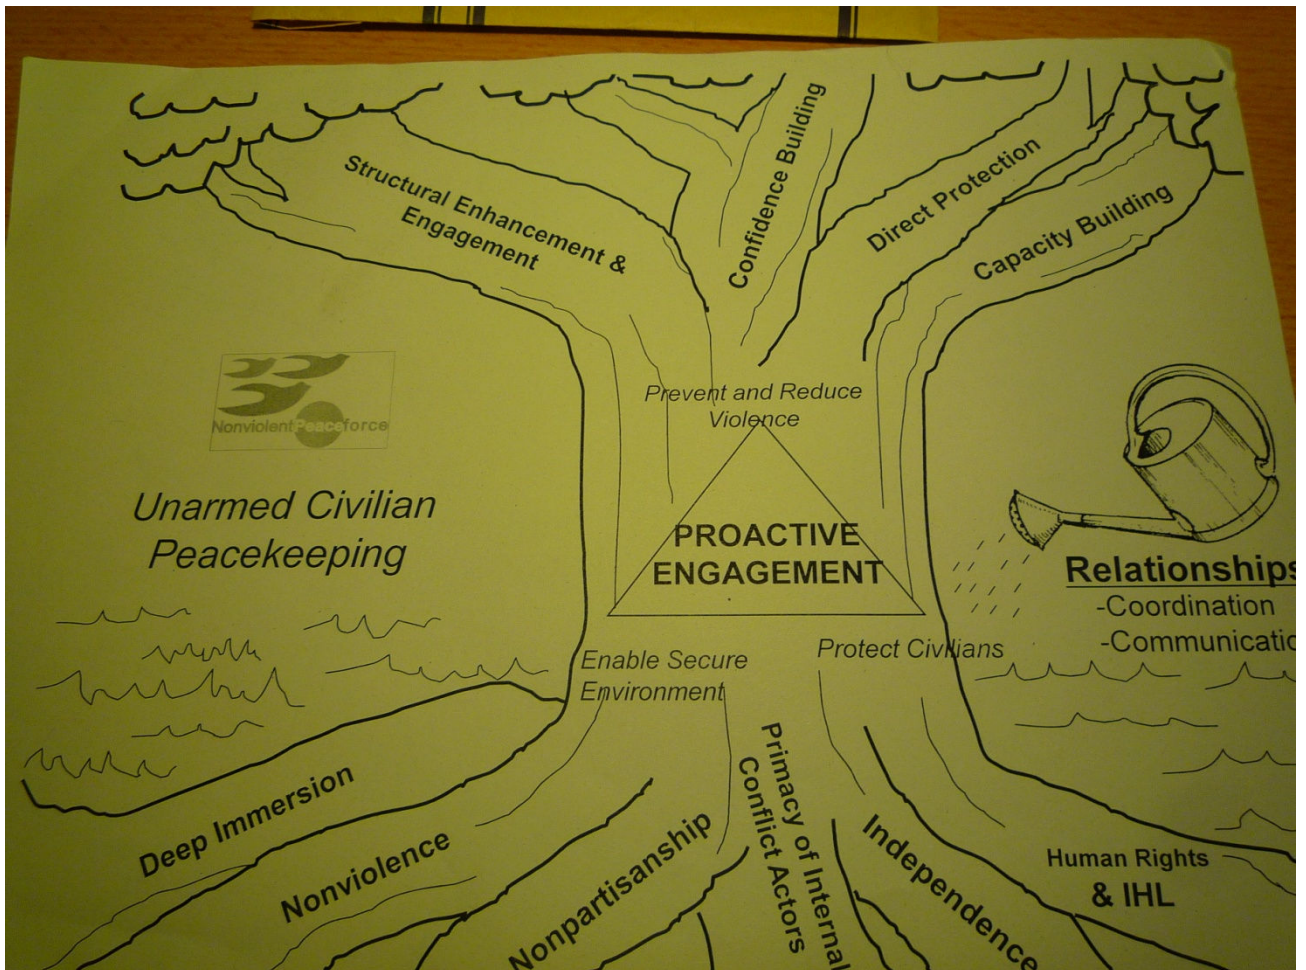 Structural Enhancement &
Engagement
Confidence Building
Direct Protection
Capacity Building
NonviolentPeaceforce
Unarmed Civilian
Peacekeeping
Prevent and Reduce
Violence
PROACTIVE
ENGAGEMENT
Enable Secure
Environment
Protect Civilians
Relationships
-Coordination
-Communicatio
Deep Immersion
Nonviolence
Nonpartisanship
Primacy of Internal
Conflict Actors
Independence
Human Rights
& IHL